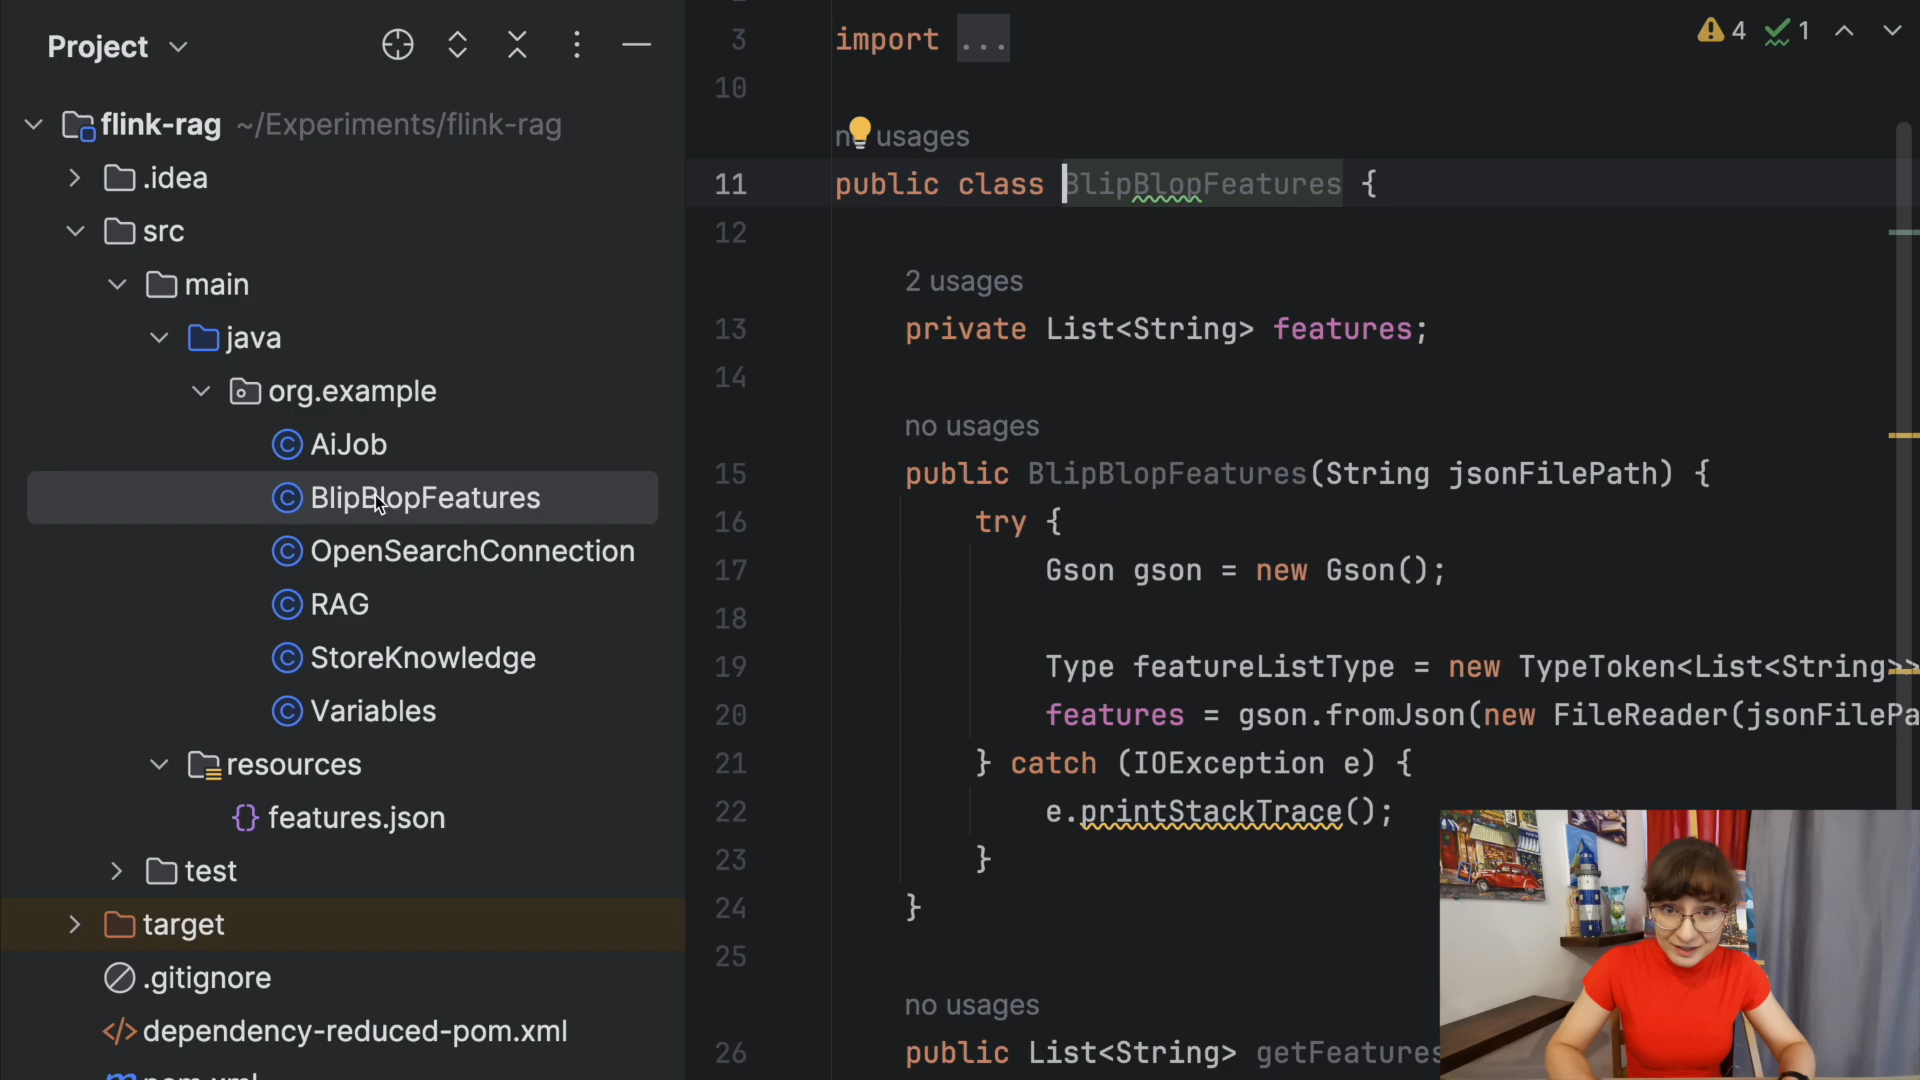 Project
flink-rag ~/Experiments/flink-rag
.idea
src
main
java
org.example
AiJob
BlipBlopFeatures
OpenSearchConnection
RAG
StoreKnowledge
Variables
resources
features.json
test
target
.gitignore
dependency-reduced-pom.xml
pom.xml
4 1
3 import ...
10
no usages
11 public class BlipBlopFeatures {
12
2 usages
13 private List<String> features;
14
no usages
15 public BlipBlopFeatures(String jsonFilePath) {
16 try {
17 Gson gson = new Gson();
18
19 Type featureListType = new TypeToken<List<String>>
20 features = gson.fromJson(new FileReader(jsonFilePa
21 } catch (IOException e) {
22 e.printStackTrace();
23 }
24 }
25
no usages
26 public List<String> getFeatures